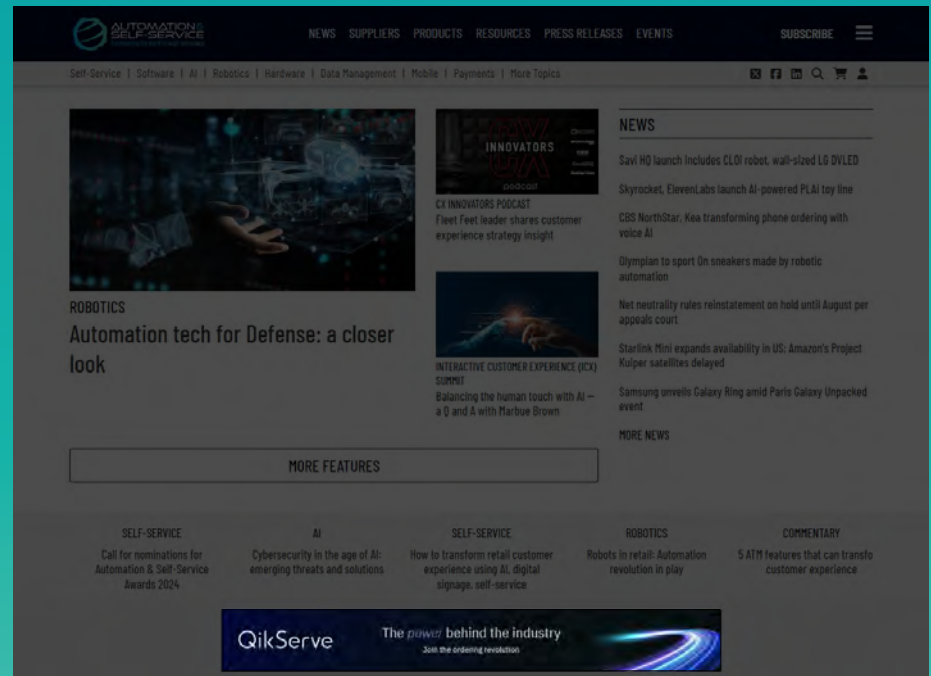 AUTOMATION&
SELF-SERVICE
NEWS SUPPLIERS PRODUCTS RESOURCES PRESS RELEASES EVENTS
SUBSCRIBE
Self-Service | Software | AI | Robotics | Hardware | Data Management | Mobile | Payments | More Topics
ROBOTICS
Automation tech for Defense: a closer
look
INNOVATORS
podcast
CX INNOVATORS PODCAST
Fleet Feet leader shares customer
experience strategy insight
INTERACTIVE CUSTOMER EXPERIENCE (ICX)
SUMMIT
Balancing the human touch with AI —
a Q and A with Marbue Brown
NEWS
Savi HQ launch includes CLOi robot, wall-sized LG DVLED
Skyrocket, ElevenLabs launch AI-powered PLAi toy line
CBS NorthStar, Kea transforming phone ordering with
voice AI
Olympian to sport On sneakers made by robotic
automation
Net neutrality rules reinstatement on hold until August per
appeals court
Starlink Mini expands availability in US; Amazon's Project
Kuiper satellites delayed
Samsung unveils Galaxy Ring amid Paris Galaxy Unpacked
event
MORE NEWS
MORE FEATURES
SELF-SERVICE
Call for nominations for
Automation & Self-Service
Awards 2024
AI
Cybersecurity in the age of AI:
emerging threats and solutions
SELF-SERVICE
How to transform retail customer
experience using AI, digital
signage, self-service
ROBOTICS
Robots in retail: Automation
revolution in play
COMMENTARY
5 ATM features that can transfo
customer experience
QikServe
The power behind the industry
Join the ordering revolution